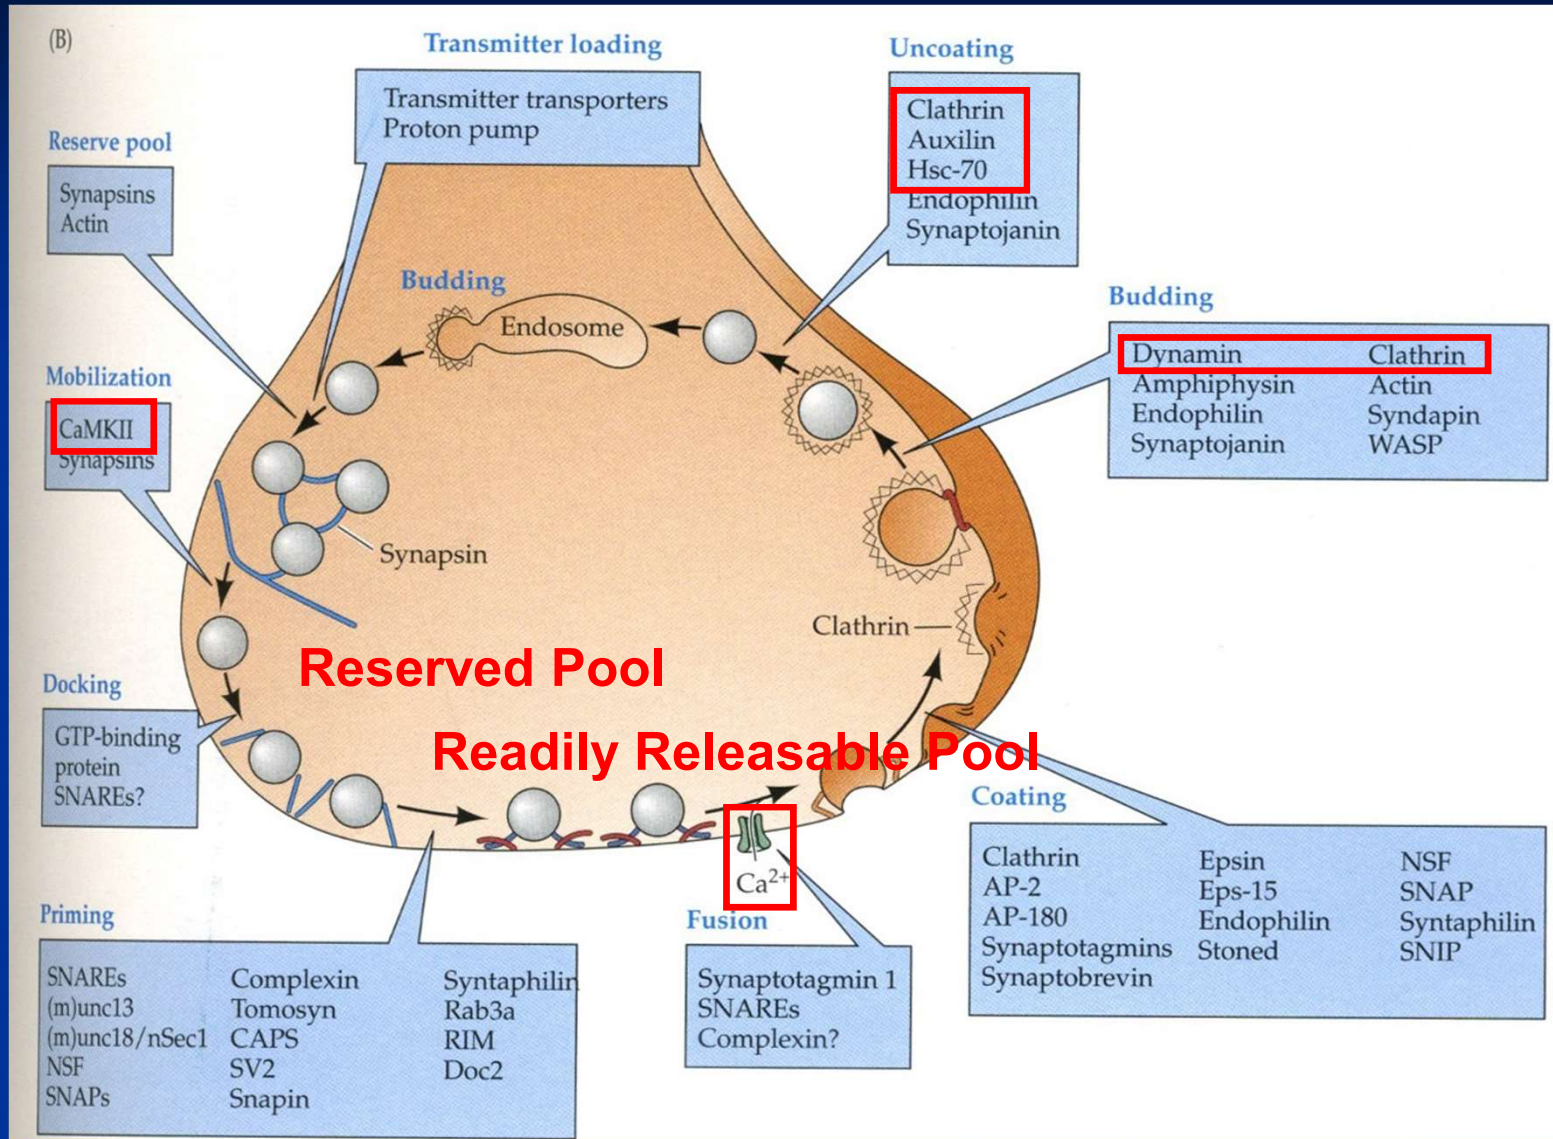 (B)
Transmitter loading
Transmitter transporters
Proton pump
Uncoating
Clathrin
Auxilin
Hsc-70
Endophilin
Synaptojanin
Reserve pool
Synapsins
Actin
Budding
Endosome
Budding
Dynamin Clathrin
Amphiphysin Actin
Endophilin Syndapin
Synaptojanin WASP
Mobilization
CaMKII
Synapsins
Synapsin
Clathrin
Reserved Pool
Readily Releasable Pool
Docking
GTP-binding
protein
SNAREs?
Ca2+
Coating
Clathrin Epsin NSF
AP-2 Eps-15 SNAP
AP-180 Endophilin Syntaphilin
Synaptotagmins Stoned SNIP
Synaptobrevin
Priming
SNAREs Complexin Syntaphilin
(m)unc13 Tomosyn Rab3a
(m)unc18/nSec1 CAPS RIM
NSF SV2 Doc2
SNAPs Snapin
Fusion
Synaptotagmin 1
SNAREs
Complexin?